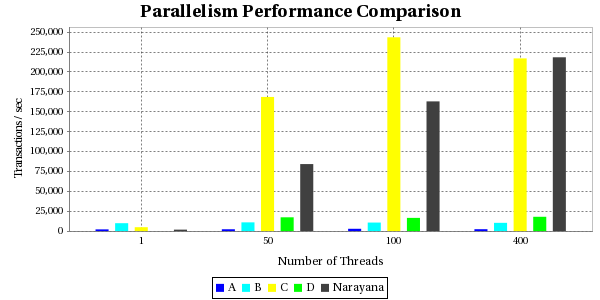 Parallelism Performance Comparison
250,000
225,000
200,000
175,000
150,000
125,000
100,000
75,000
50,000
25,000
0
Transactions / sec
1 50 100 400
Number of Threads
A B C D Narayana